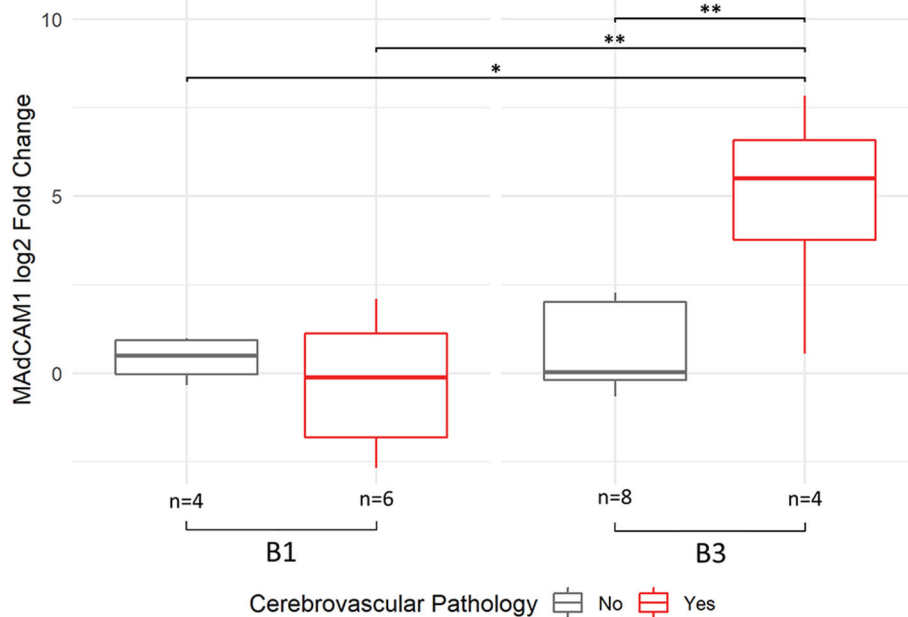 10
**
**
*
5
0
MAdCAM1 log2 Fold Change
n=4 n=6 n=8 n=4
B1 B3
Cerebrovascular Pathology No Yes